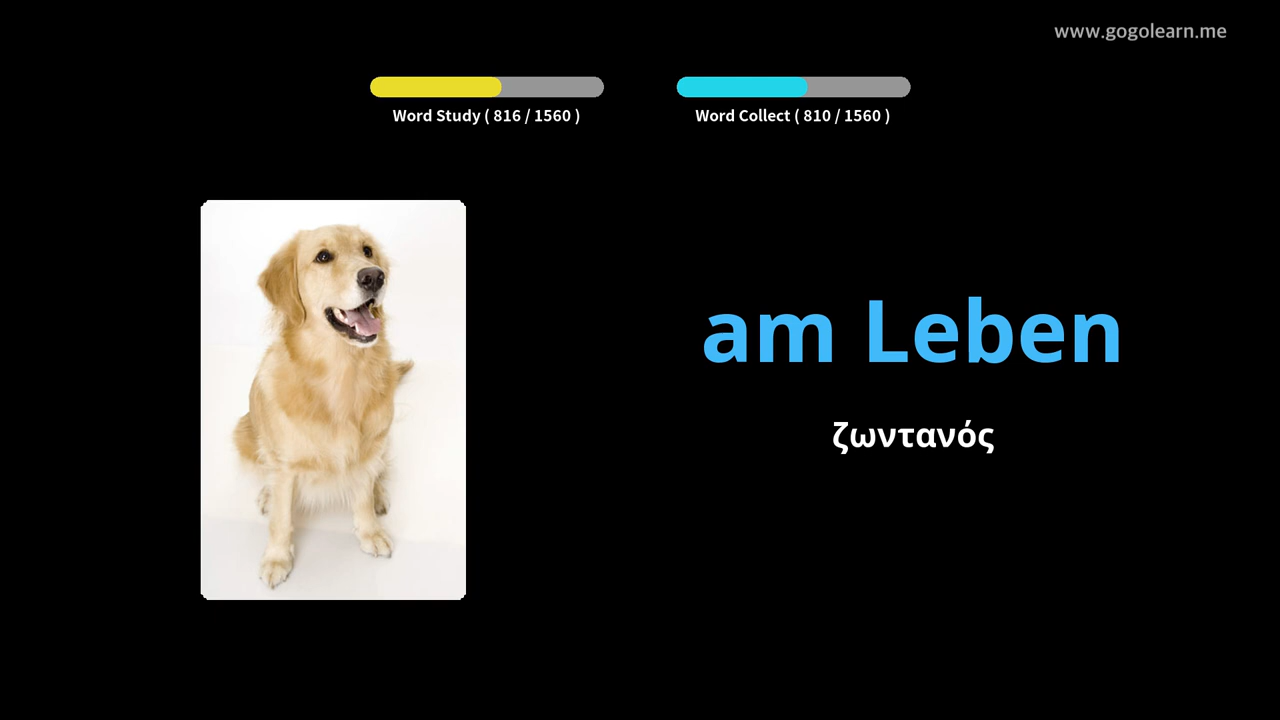 www.gogolearn.me
Word Study ( 816 / 1560 )
Word Collect ( 810 / 1560 )
am Leben
ζωντανός